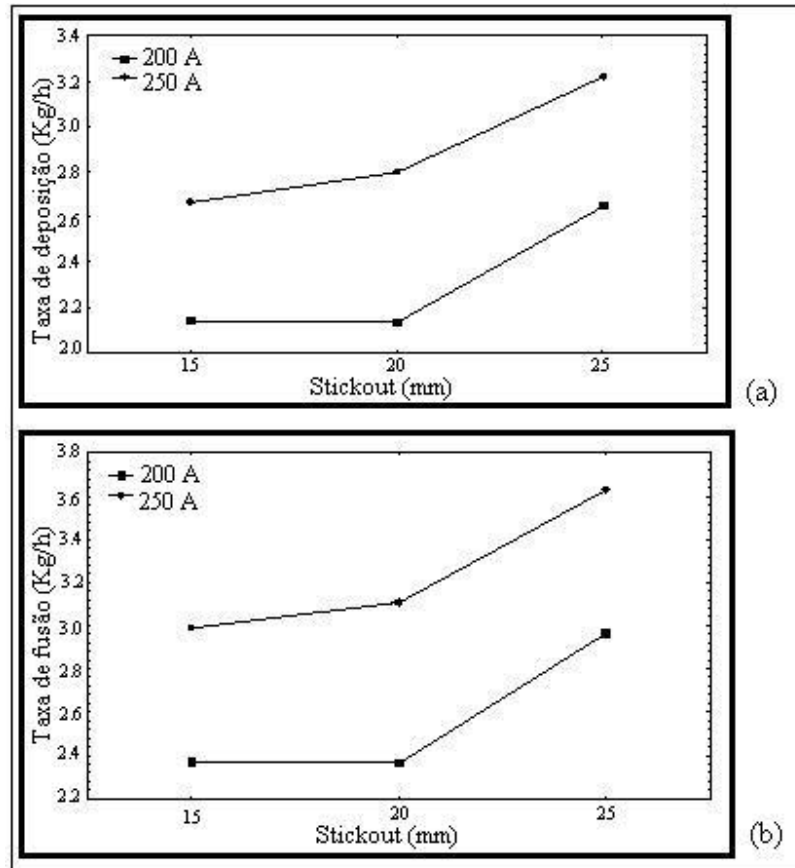 3.4
3.2
3.0
2.8
2.6
2.4
2.2
2.0
Taxa de deposição (Kg/h)
200 A
250 A
15 20 25
Stickout (mm)
(a)
3.8
3.6
3.4
3.2
3.0
2.8
2.6
2.4
2.2
Taxa de fusão (Kg/h)
200 A
250 A
15 20 25
Stickout (mm)
(b)